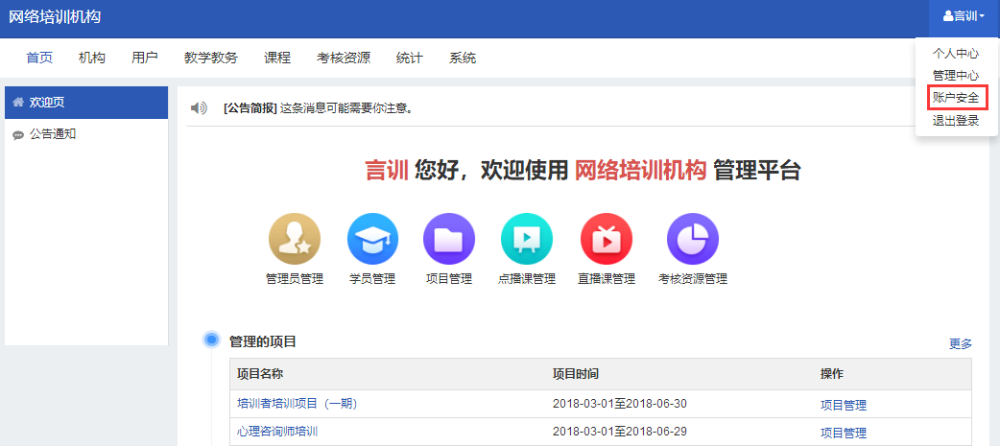 网络培训机构
言训
首页 机构 用户 教学教务 课程 考核资源 统计 系统
个人中心
管理中心
账户安全
退出登录
欢迎页
公告通知
[公告简报] 这条消息可能需要你注意。
言训 您好，欢迎使用 网络培训机构 管理平台
管理员管理 学员管理 项目管理 点播课管理 直播课管理 考核资源管理
管理的项目 更多
项目名称 项目时间 操作
培训者培训项目（一期） 2018-03-01至2018-06-30 项目管理
心理咨询师培训 2018-03-01至2018-06-29 项目管理